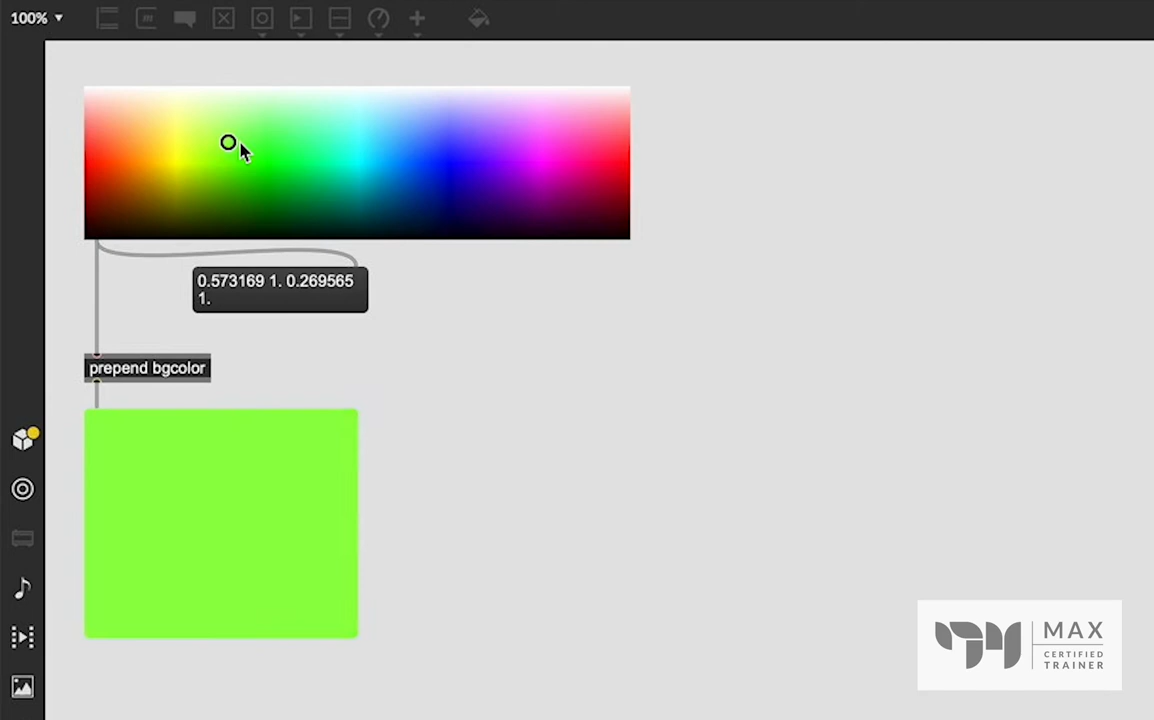 100%
0.573169 1. 0.269565
1.
prepend bgcolor
MAX
CERTIFIED
TRAINER